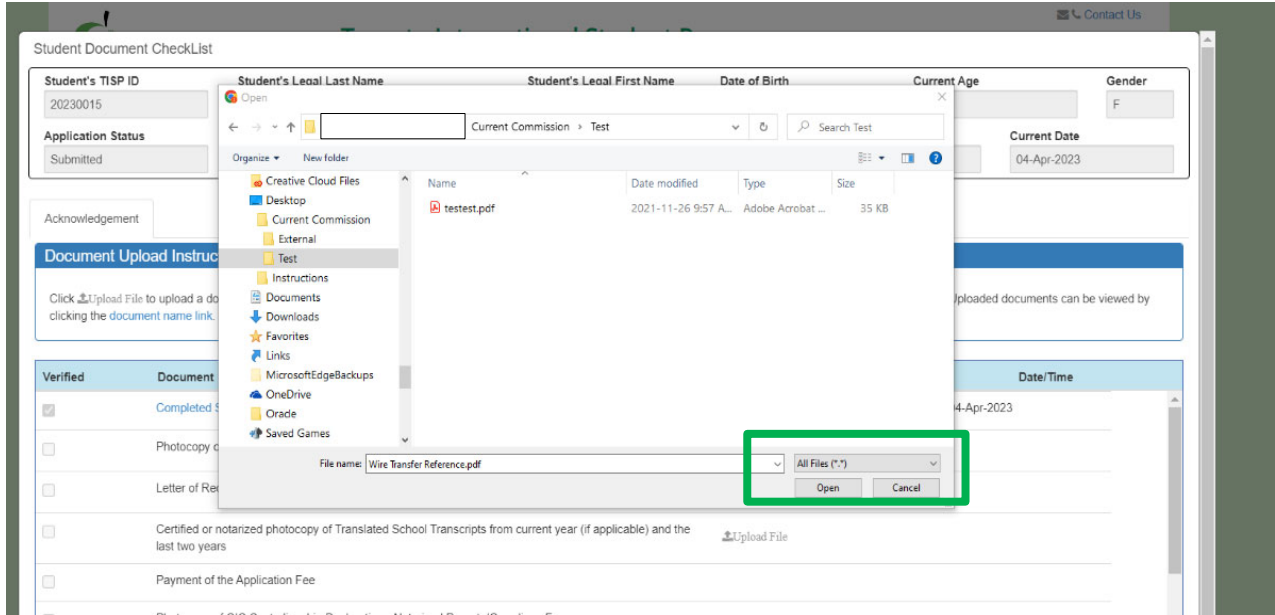 Contact Us
Student Document CheckList
Student's TISP ID Student's Legal Last Name Student's Legal First Name Date of Birth Current Age Gender
20230015 F
Application Status Current Date
Submitted 04-Apr-2023
Open
Current Commission › Test Search Test
Organize New folder
Creative Cloud Files
Desktop
Current Commission
External
Test
Instructions
Documents
Downloads
Favorites
Links
MicrosoftEdgeBackups
OneDrive
Orade
Saved Games
Name Date modified Type Size
testest.pdf 2021-11-26 9:57 A... Adobe Acrobat ... 35 KB
File name: Wire Transfer Reference.pdf All Files (*.*)
Open Cancel
Acknowledgement
Document Upload Instruc
Click Upload File to upload a do Uploaded documents can be viewed by
clicking the document name link.
Verified Document Date/Time
Completed S 4-Apr-2023
Photocopy o
Letter of Rec
Certified or notarized photocopy of Translated School Transcripts from current year (if applicable) and the
last two years
Upload File
Payment of the Application Fee